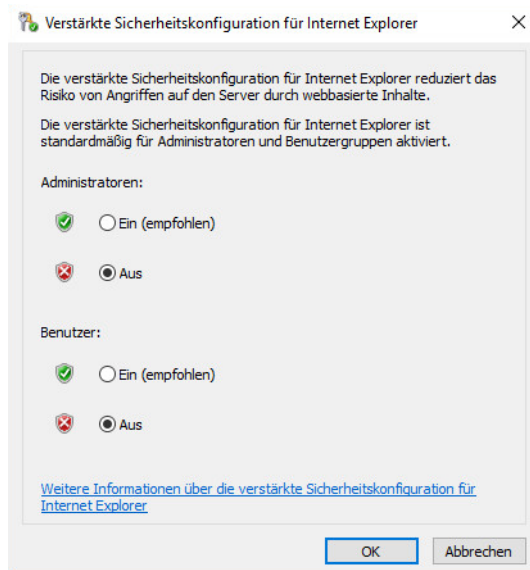 Verstärkte Sicherheitskonfiguration für Internet Explorer
Die verstärkte Sicherheitskonfiguration für Internet Explorer reduziert das
Risiko von Angriffen auf den Server durch webbasierte Inhalte.
Die verstärkte Sicherheitskonfiguration für Internet Explorer ist
standardmäßig für Administratoren und Benutzergruppen aktiviert.
Administratoren:
Ein (empfohlen)
Aus
Benutzer:
Ein (empfohlen)
Aus
Weitere Informationen über die verstärkte Sicherheitskonfiguration für
Internet Explorer
OK
Abbrechen